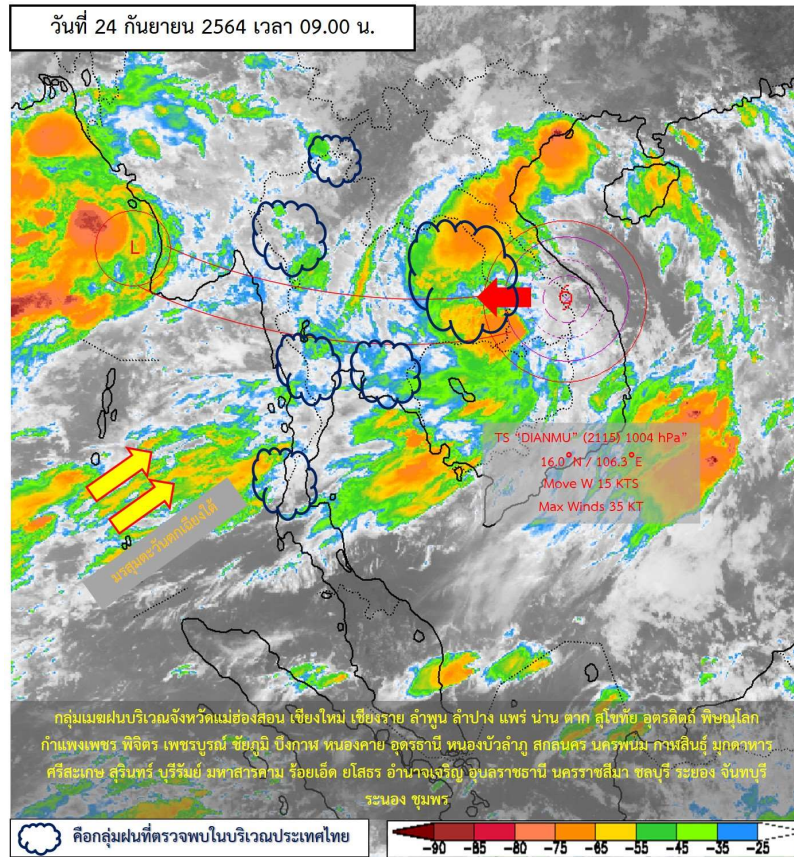 วันที่ 24 กันยายน 2564 เวลา 09.00 น.
L
TS "DIANMU" (2115) 1004 hPa"
16.0°N / 106.3°E
Move W 15 KTS
Max Winds 35 KT
มรสุมตะวันตกเฉียงใต้
กลุ่มเมฆฝนบริเวณจังหวัดแม่ฮ่องสอน เชียงใหม่ เชียงราย ลำพูน ลำปาง แพร่ น่าน ตาก สุโขทัย อุตรดิตถ์ พิษณุโลก
กำแพงเพชร พิจิตร เพชรบูรณ์ ชัยภูมิ บึงกาฬ หนองคาย อุดรธานี หนองบัวลำภู สกลนคร นครพนม กาฬสินธุ์ มุกดาหาร
ศรีสะเกษ สุรินทร์ บุรีรัมย์ มหาสารคาม ร้อยเอ็ด ยโสธร อำนาจเจริญ อุบลราชธานี นครราชสีมา ชลบุรี ระยอง จันทบุรี
ระนอง ชุมพร
คือกลุ่มฝนที่ตรวจพบในบริเวณประเทศไทย
-90 -85 -80 -75 -65 -55 -45 -35 -25